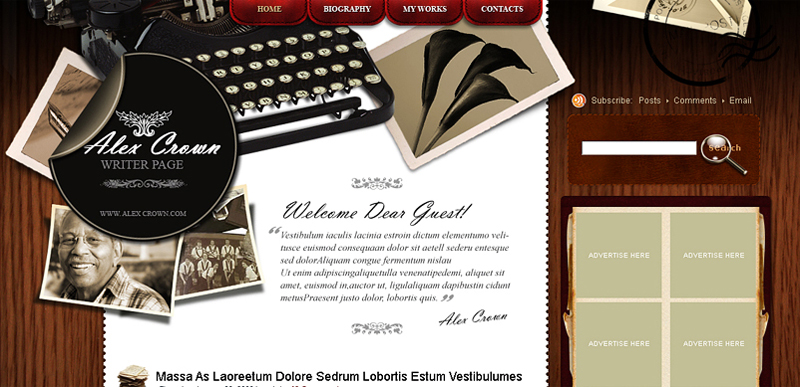 HOME BIOGRAPHY MY WORKS CONTACTS
Alex Crown
WRITER PAGE
WWW. ALEX CROWN.COM
Subscribe: Posts Comments Email
Search
Welcome Dear Guest!
“Vestibulum iaculis lacinia estroin dictum elementumo veli-
tusce euismod consequaan dolor sit aetell sederu entesque
sed dolorAliquam congue fermentum nislau
Ut enim adipiscingaliquetulla venenatipedemi, aliquet sit
amet, euismod in,auctor ut, ligulaliquam dapibustin cidunt
metusPraesent justo dolor, lobortis quis. ”
Alex Crown
ADVERTISE HERE ADVERTISE HERE
ADVERTISE HERE ADVERTISE HERE
Massa As Laoreetum Dolore Sedrum Lobortis Estum Vestibulumes